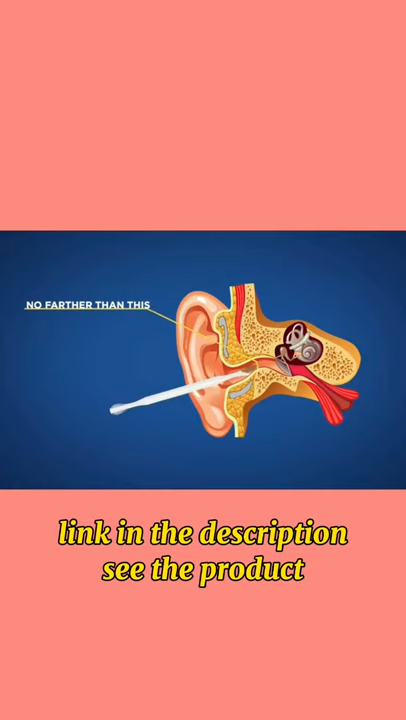 NO FARTHER THAN THIS
link in the description
see the product